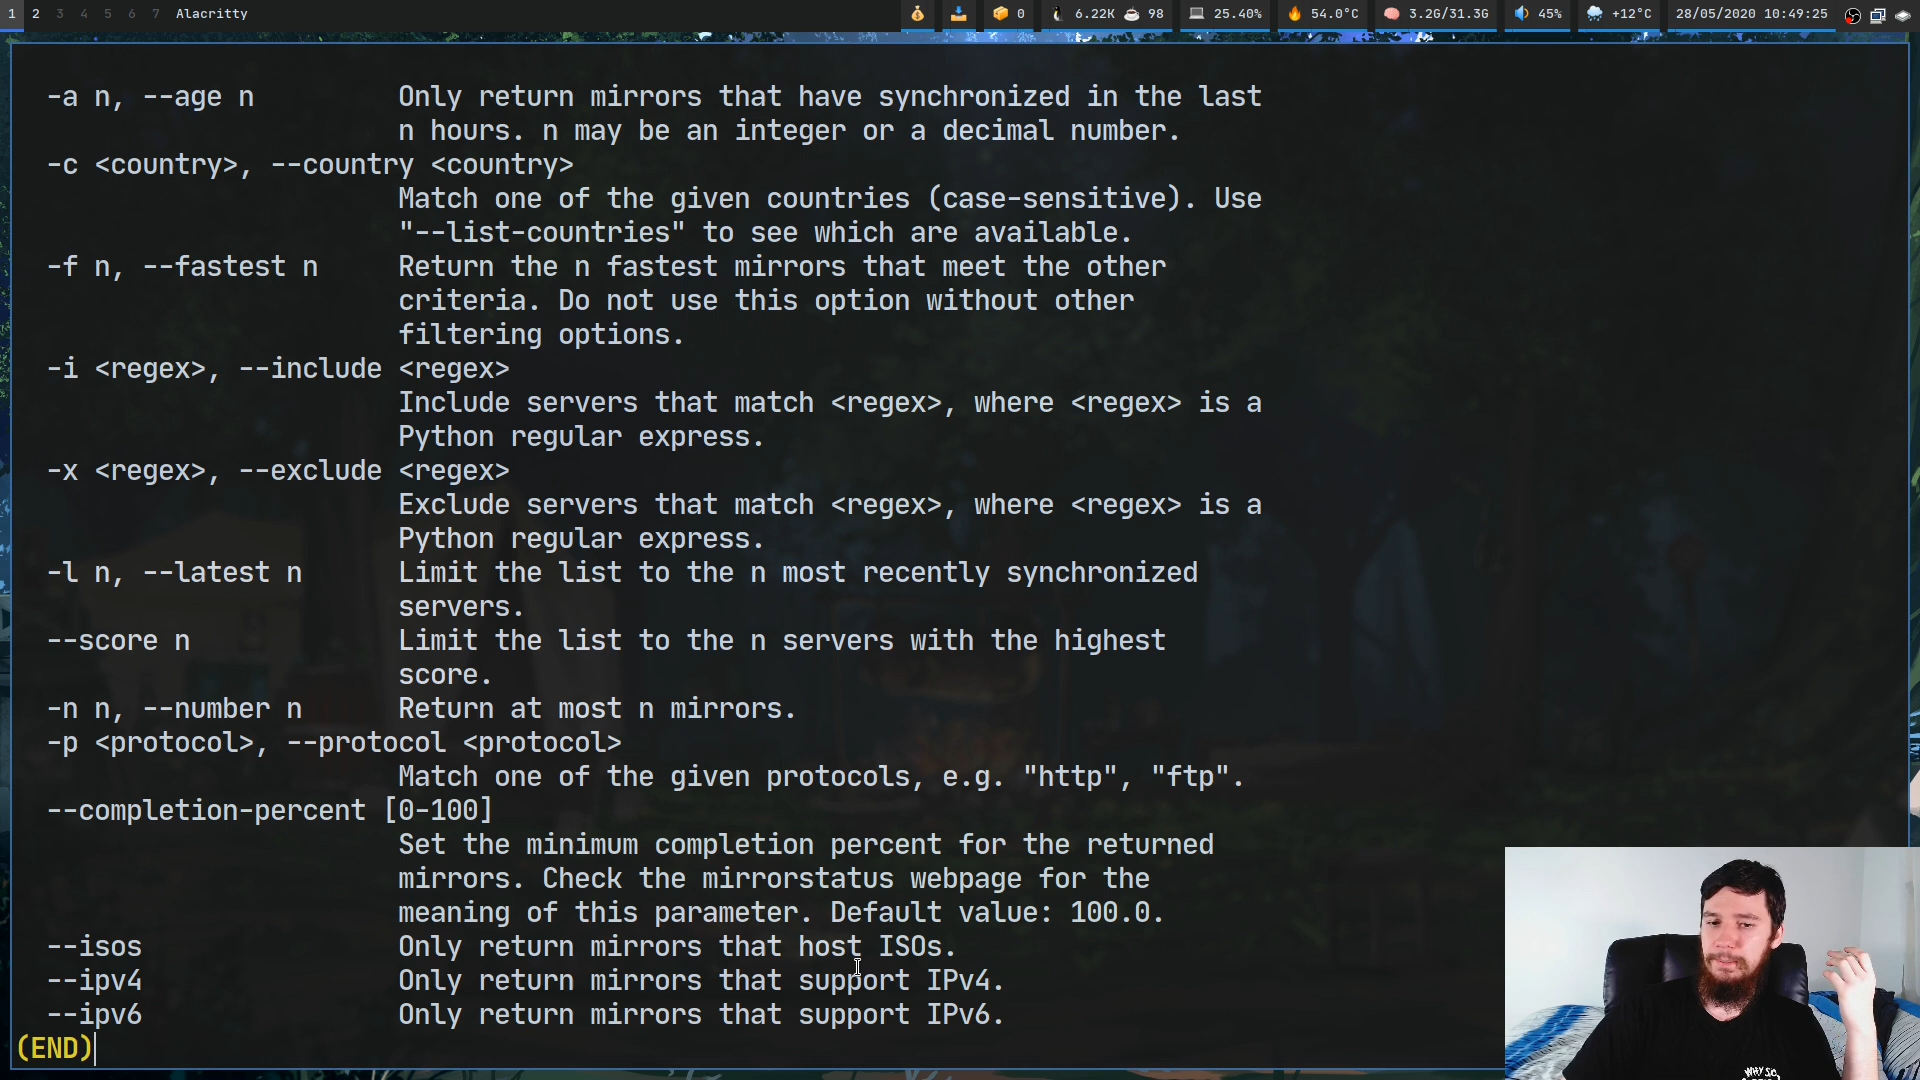 1 2 3 4 5 6 7 Alacritty 0 6.22K 98 25.40% 54.0°C 3.2G/31.3G 45% +12°C 28/05/2020 10:49:25
-a n, --age n Only return mirrors that have synchronized in the last
n hours. n may be an integer or a decimal number.
-c <country>, --country <country>
Match one of the given countries (case-sensitive). Use
"--list-countries" to see which are available.
-f n, --fastest n Return the n fastest mirrors that meet the other
criteria. Do not use this option without other
filtering options.
-i <regex>, --include <regex>
Include servers that match <regex>, where <regex> is a
Python regular express.
-x <regex>, --exclude <regex>
Exclude servers that match <regex>, where <regex> is a
Python regular express.
-l n, --latest n Limit the list to the n most recently synchronized
servers.
--score n Limit the list to the n servers with the highest
score.
-n n, --number n Return at most n mirrors.
-p <protocol>, --protocol <protocol>
Match one of the given protocols, e.g. "http", "ftp".
--completion-percent [0-100]
Set the minimum completion percent for the returned
mirrors. Check the mirrorstatus webpage for the
meaning of this parameter. Default value: 100.0.
--isos Only return mirrors that host ISOs.
--ipv4 Only return mirrors that support IPv4.
--ipv6 Only return mirrors that support IPv6.
(END)
WHY SO